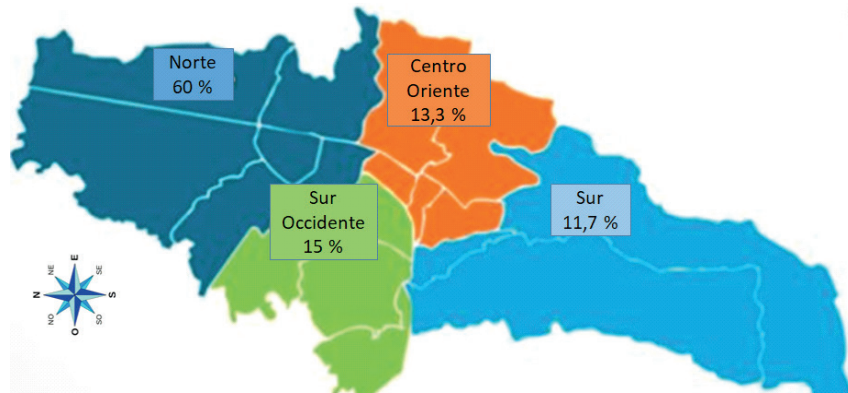 Norte
60 %
Centro
Oriente
13,3 %
Sur
Occidente
15 %
Sur
11,7 %
E
NE
SE
N
S
NO
SO
O